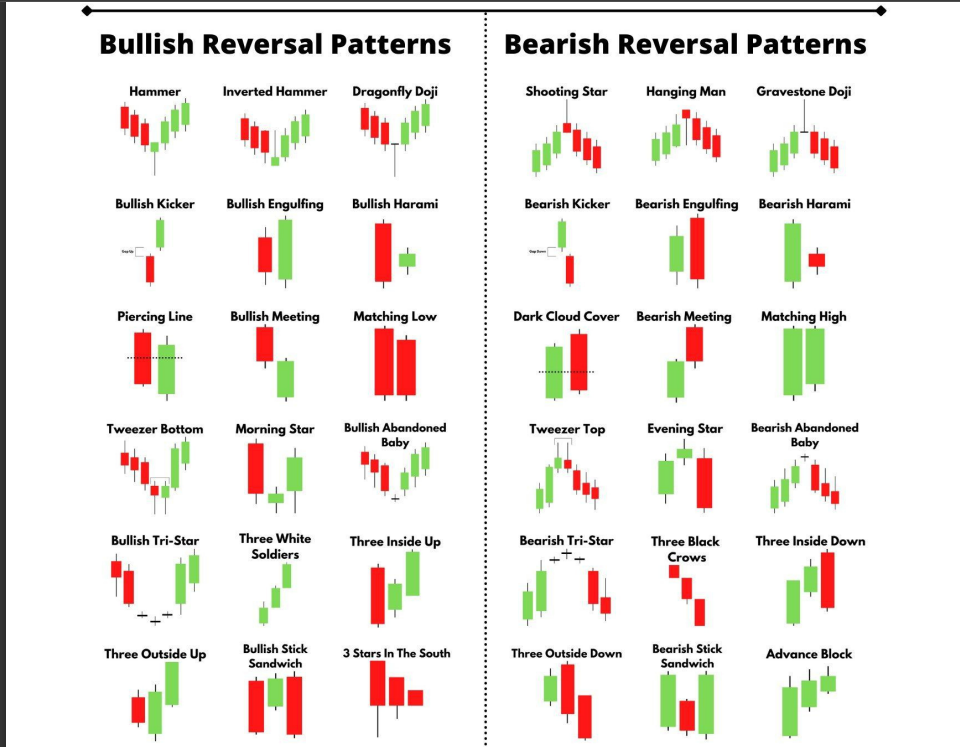 Bullish Reversal Patterns
Bearish Reversal Patterns
Hammer
Inverted Hammer
Dragonfly Doji
Shooting Star
Hanging Man
Gravestone Doji
Bullish Kicker
Bullish Engulfing
Bullish Harami
Bearish Kicker
Bearish Engulfing
Bearish Harami
Gap Up
Gap Down
Piercing Line
Bullish Meeting
Matching Low
Dark Cloud Cover
Bearish Meeting
Matching High
Tweezer Bottom
Morning Star
Bullish Abandoned
Baby
Tweezer Top
Evening Star
Bearish Abandoned
Baby
Bullish Tri-Star
Three White
Soldiers
Three Inside Up
Bearish Tri-Star
Three Black
Crows
Three Inside Down
Three Outside Up
Bullish Stick
Sandwich
3 Stars In The South
Three Outside Down
Bearish Stick
Sandwich
Advance Block